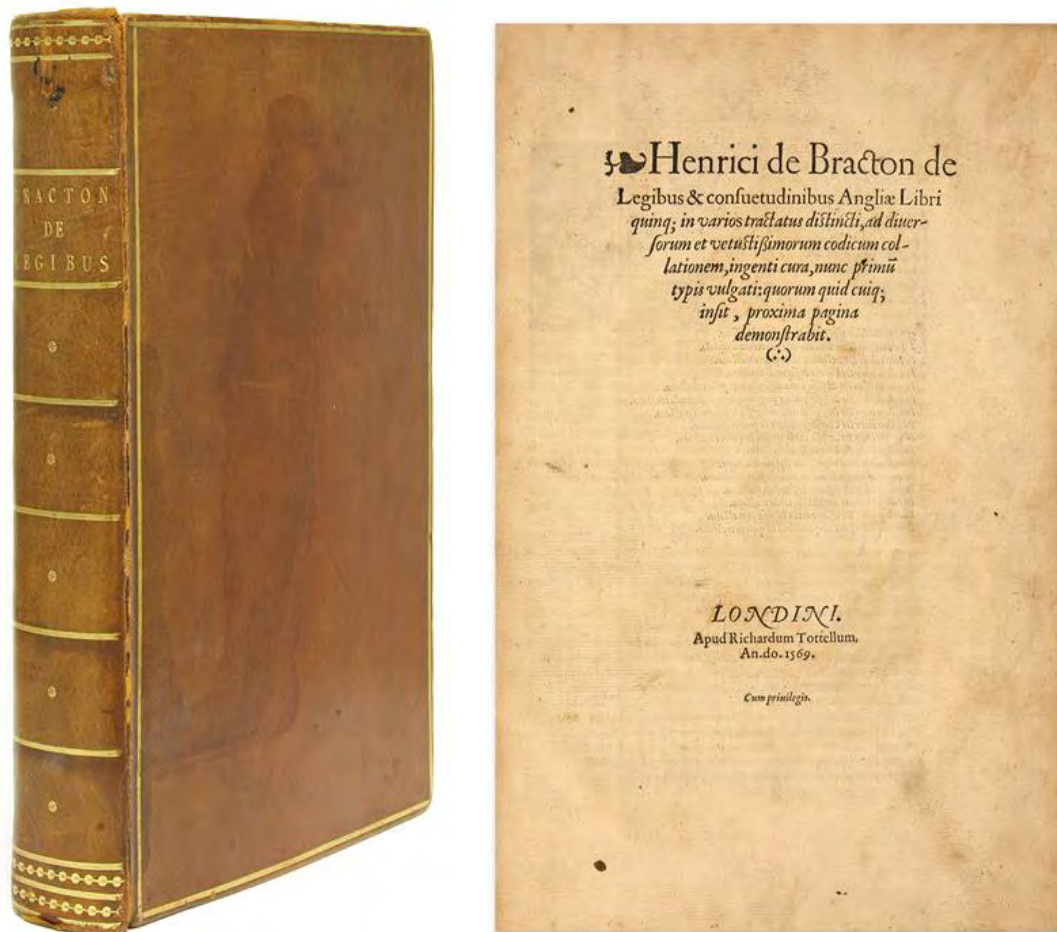 BRACTON
DE
LEGIBUS
Henrici de Bracton de
Legibus & conſuetudinibus Angliæ Libri
quinq; in varios tractatus diſtincti, ad diuer-
ſorum et vetuſtißimorum codicum col-
lationem, ingenti cura, nunc primū
typis vulgati: quorum quid cuiq;
inſit, proxima pagina
demonſtrabit.
(∴)
LONDINI.
Apud Richardum Tottellum.
An.do.1569.
Cum priuilegio.